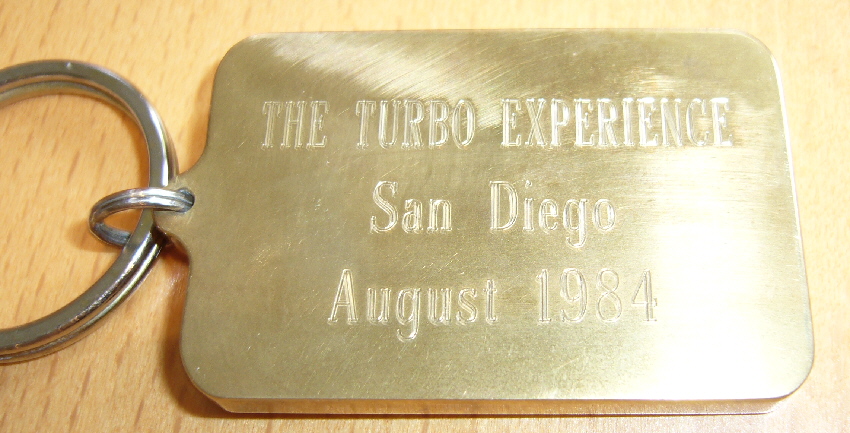 THE TURBO EXPERIENCE
San Diego
August 1984